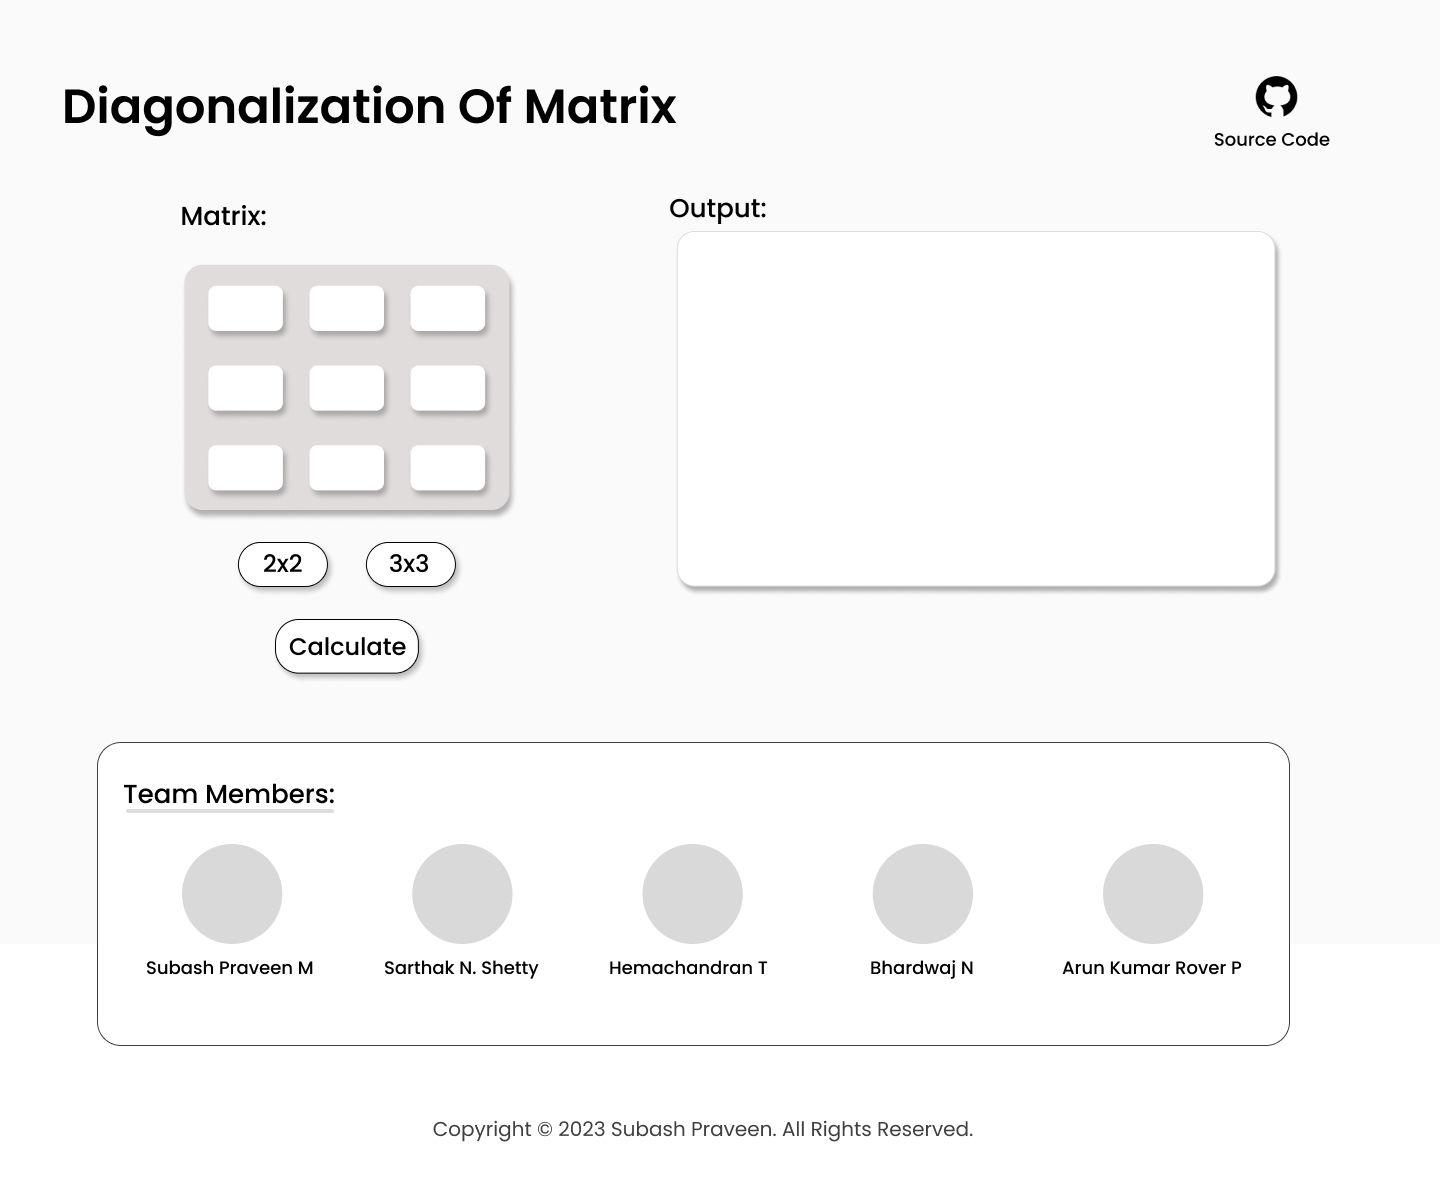 Diagonalization Of Matrix
Source Code
Matrix:
Output:
2x2
3x3
Calculate
Team Members:
Subash Praveen M
Sarthak N. Shetty
Hemachandran T
Bhardwaj N
Arun Kumar Rover P
Copyright © 2023 Subash Praveen. All Rights Reserved.